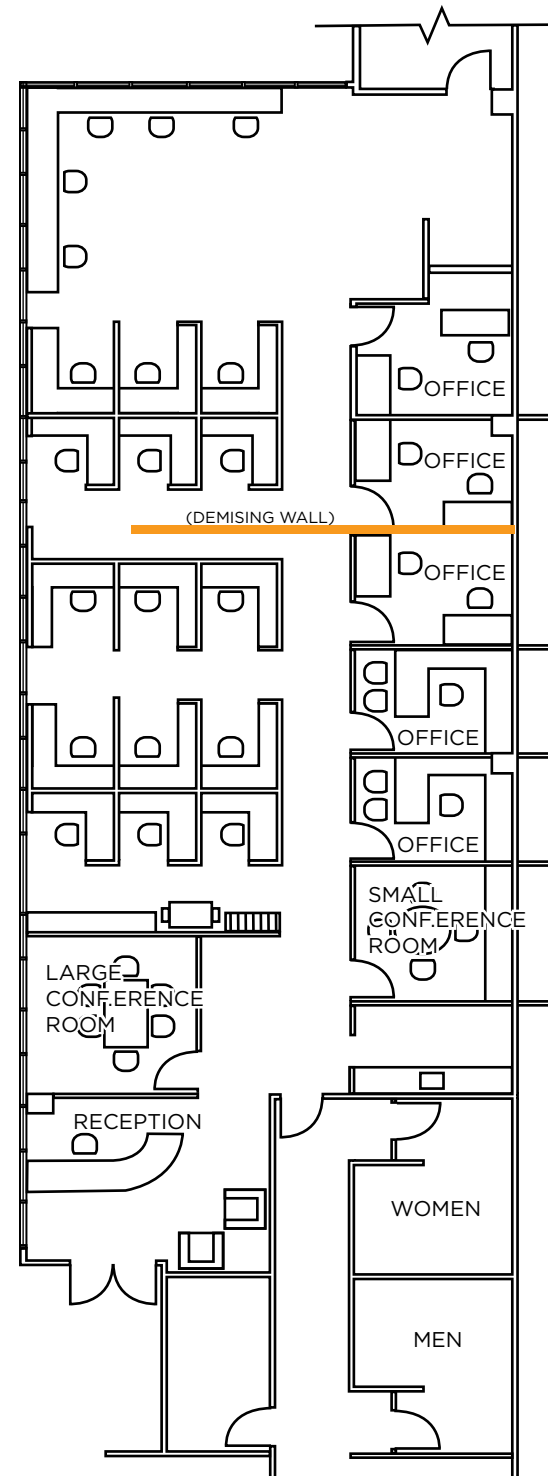 OFFICE
OFFICE
(DEMISING WALL)
OFFICE
OFFICE
OFFICE
SMALL
CONFERENCE
ROOM
LARGE
CONFERENCE
ROOM
RECEPTION
WOMEN
MEN